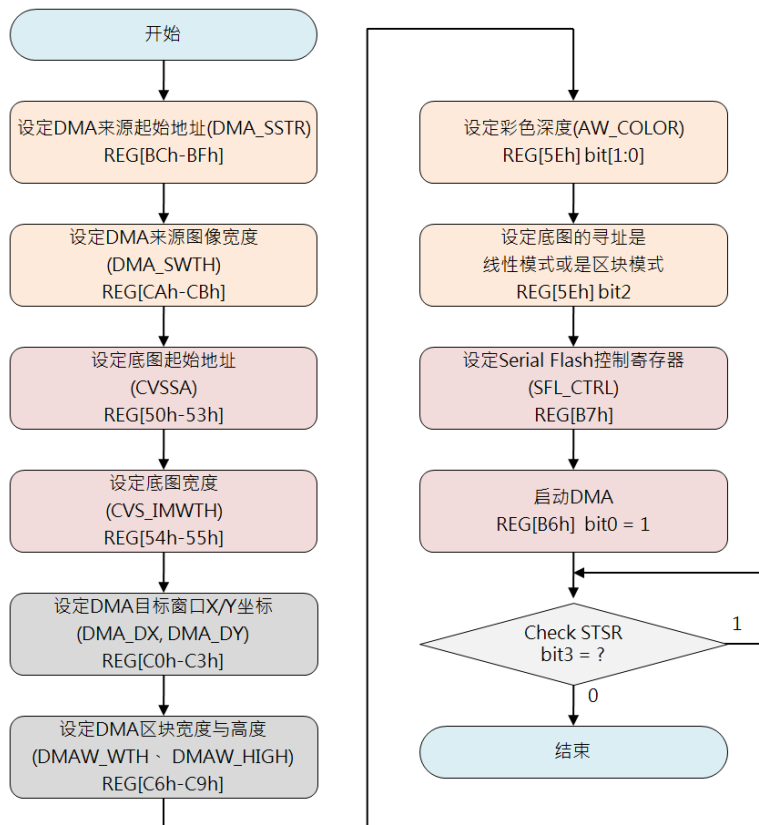 开始
设定DMA来源起始地址(DMA_SSTR)
REG[BCh-BFh]
设定DMA来源图像宽度
(DMA_SWTH)
REG[CAh-CBh]
设定底图起始地址
(CVSSA)
REG[50h-53h]
设定底图宽度
(CVS_IMWTH)
REG[54h-55h]
设定DMA目标窗口X/Y坐标
(DMA_DX, DMA_DY)
REG[C0h-C3h]
设定DMA区块宽度与高度
(DMAW_WTH、 DMAW_HIGH)
REG[C6h-C9h]
设定彩色深度(AW_COLOR)
REG[5Eh] bit[1:0]
设定底图的寻址是
线性模式或是区块模式
REG[5Eh] bit2
设定Serial Flash控制寄存器
(SFL_CTRL)
REG[B7h]
启动DMA
REG[B6h] bit0 = 1
Check STSR
bit3 = ?
1
0
结束